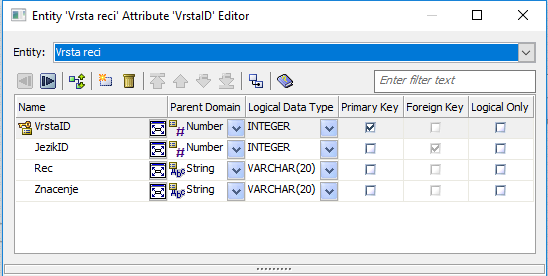 Entity 'Vrsta reci' Attribute 'VrstaID' Editor
Entity: Vrsta reci
Enter filter text
Name Parent Domain Logical Data Type Primary Key Foreign Key Logical Only
VrstaID Number INTEGER
JezikID Number INTEGER
Rec String VARCHAR(20)
Znacenje String VARCHAR(20)